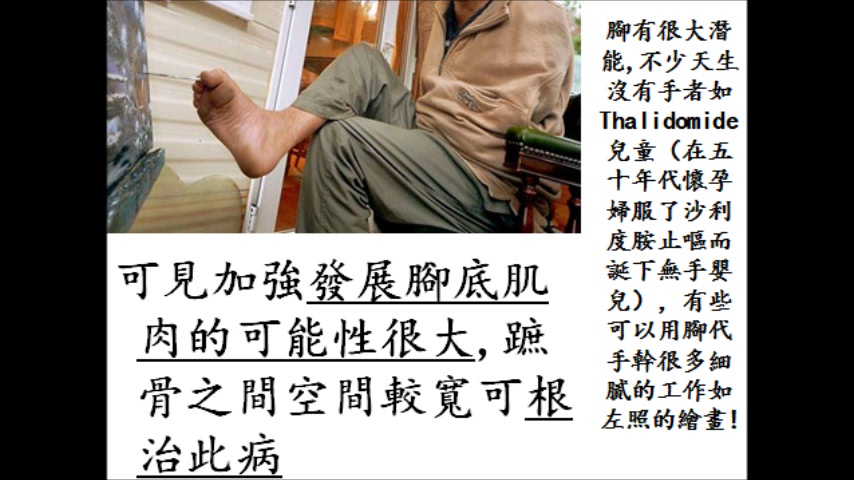 腳有很大潛
能,不少天生
沒有手者如
Thalidomide
兒童（在五
十年代懷孕
婦服了沙利
度胺止嘔而
誕下無手嬰
兒），有些
可以用腳代
手幹很多細
膩的工作如
左照的繪畫!
可見加強發展腳底肌
肉的可能性很大,蹠
骨之間空間較寬可根
治此病